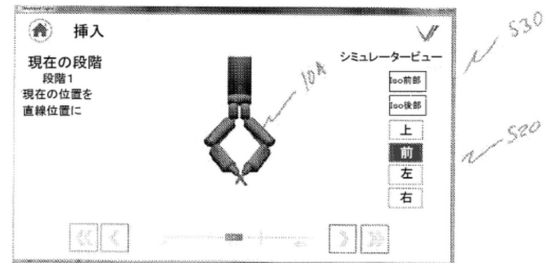 挿入
シミュレータービュー
現在の段階
段階1
現在の位置を
直線位置に
Iso前部
Iso後部
上
前
左
右
10A
S30
S20